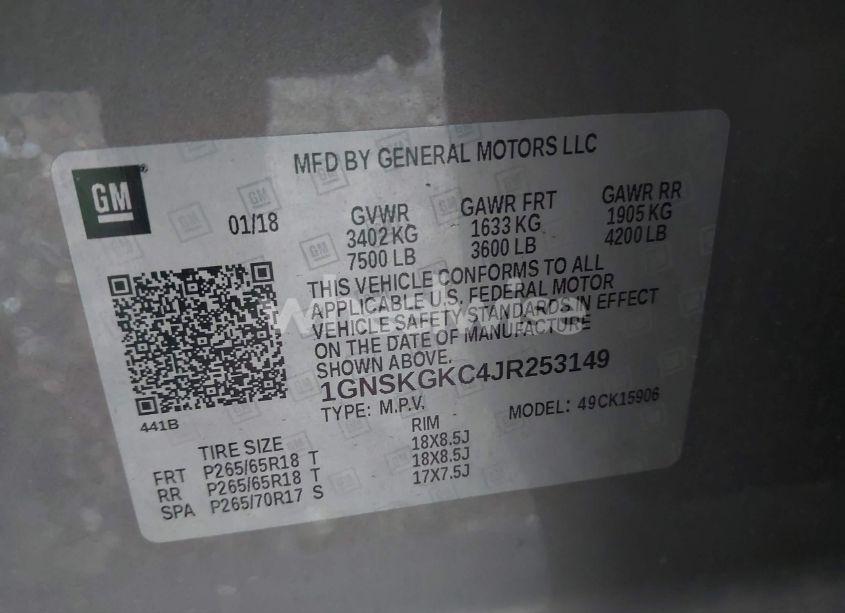 GM
MFD BY GENERAL MOTORS LLC
01/18
GVWR GAWR FRT GAWR RR
3402 KG 1633 KG 1905 KG
7500 LB 3600 LB 4200 LB
THIS VEHICLE CONFORMS TO ALL
APPLICABLE U.S. FEDERAL MOTOR
VEHICLE SAFETY STANDARDS IN EFFECT
ON THE DATE OF MANUFACTURE
SHOWN ABOVE.
1GNSKGKC4JR253149
TYPE: M.P.V. MODEL: 49CK15906
441B
TIRE SIZE RIM
FRT P265/65R18 T 18X8.5J
RR P265/65R18 T 18X8.5J
SPA P265/70R17 S 17X7.5J